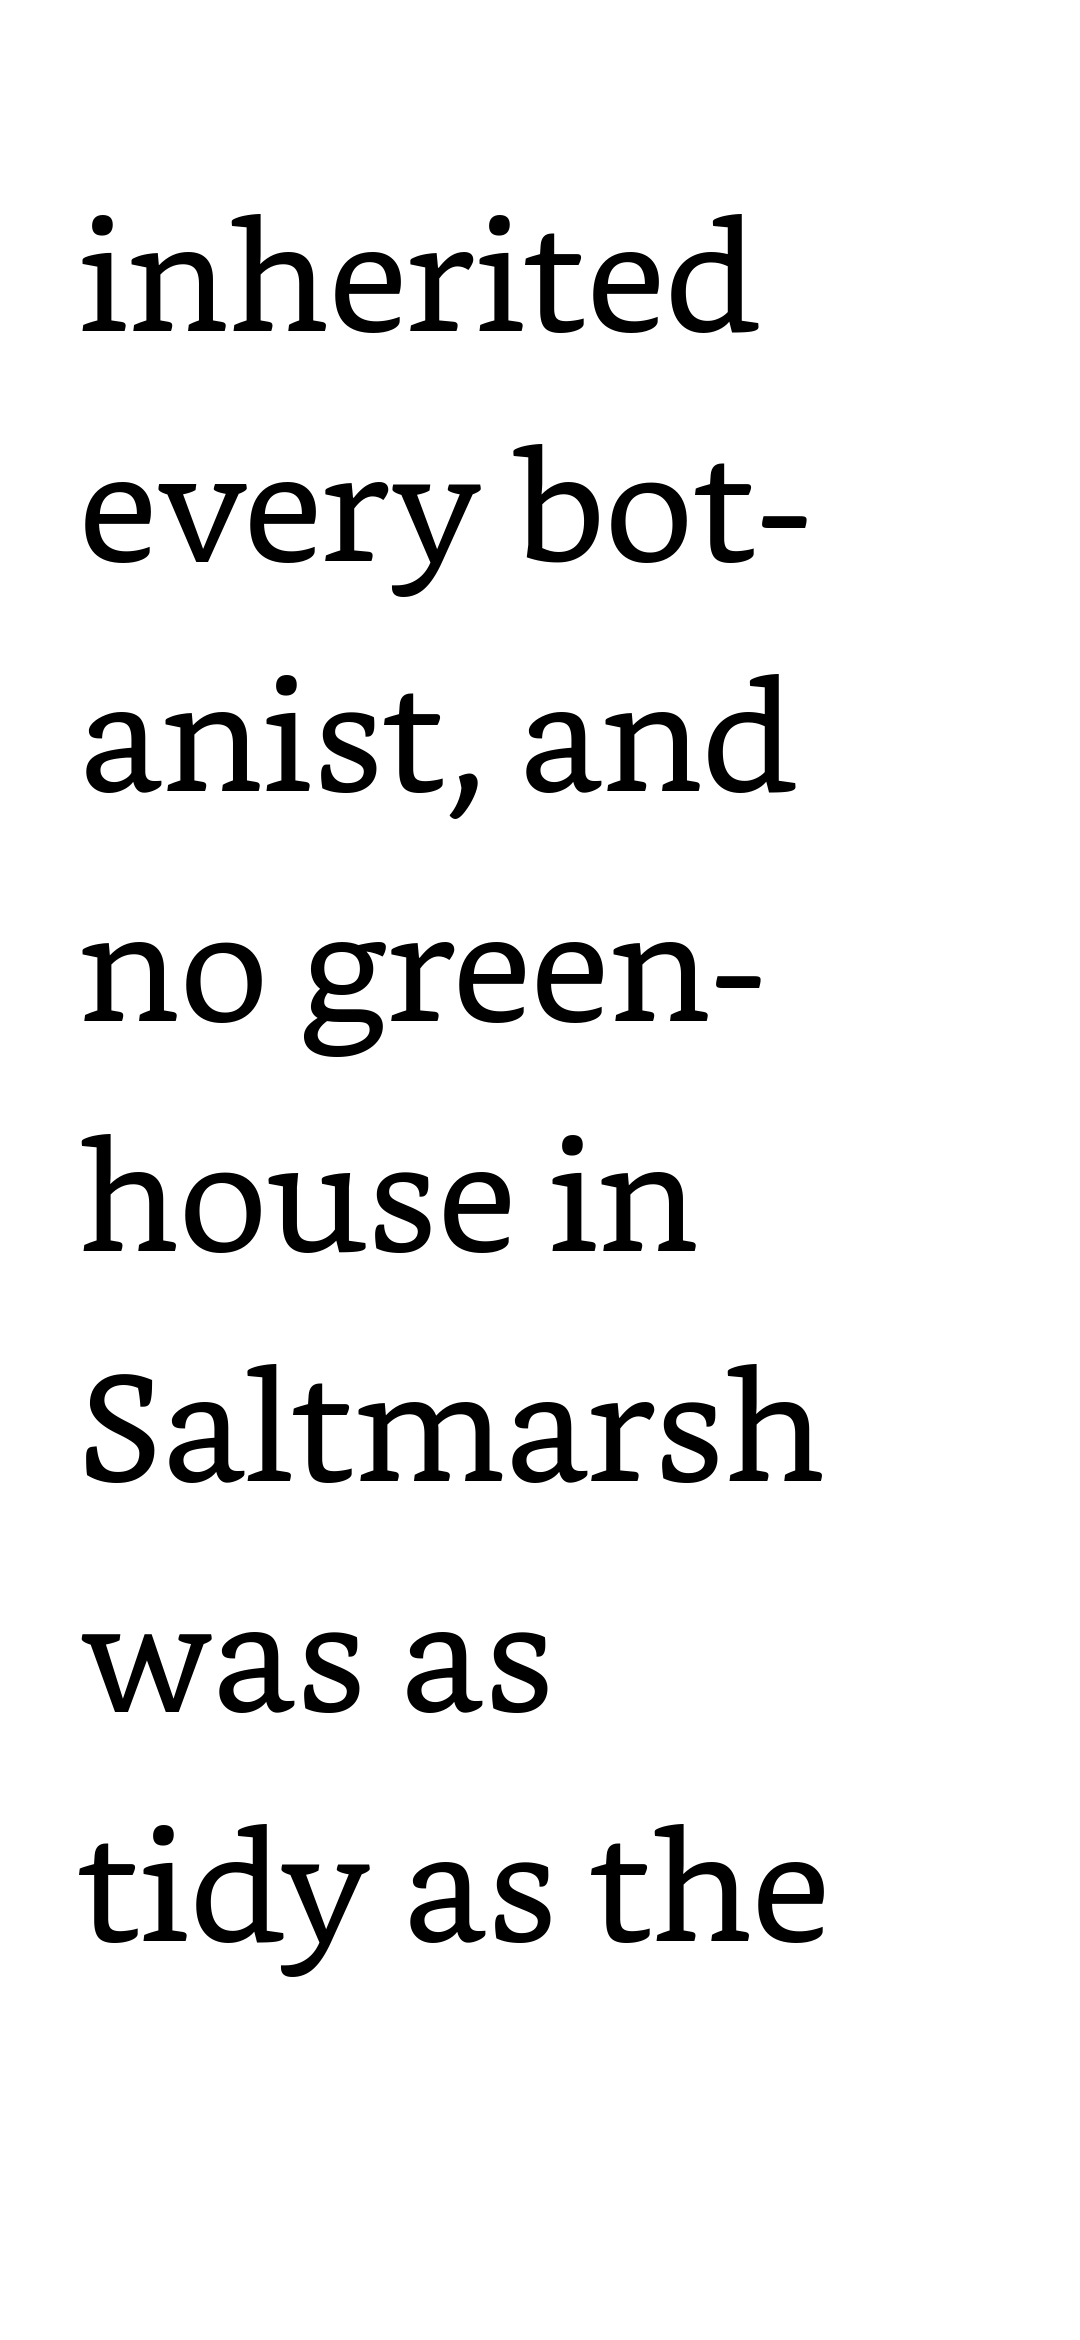 inherited
every bot-
anist, and
no green-
house in
Saltmarsh
was as
tidy as the